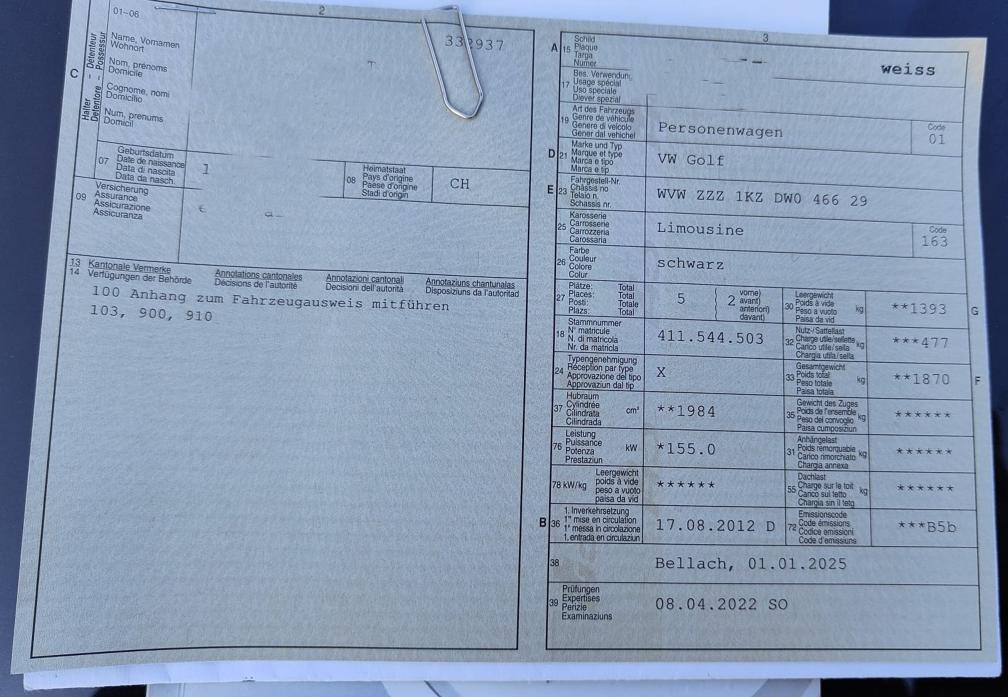 2
01–06
Name, Vornamen
Wohnort
Nom, prénoms
Domicile
Cognome, nomi
Domicilio
Num, prenums
Domicil
C
Halter – Détenteur
Detentore – Possessur
332937
07
Geburtsdatum
Date de naissance
Data di nascita
Data da nasch.
1
08
Heimatstaat
Pays d'origine
Paese d'origine
Stadi d'origin
CH
09
Versicherung
Assurance
Assicurazione
Assicuranza
13 Kantonale Vermerke
14 Verfügungen der Behörde
Annotations cantonales
Décisions de l'autorité
Annotazioni cantonali
Decisioni dell'autorità
Annotaziuns chantunalas
Disposiziuns da l'autoritad
100 Anhang zum Fahrzeugausweis mitführen
103, 900, 910
3
A 15
Schild
Plaque
Targa
Numer
weiss
17
Bes. Verwendun.
Usage spécial
Uso speciale
Diever spezial
19
Art des Fahrzeugs
Genre de véhicule
Genere di veicolo
Gener dal vehichel
Personenwagen
Code
01
D 21
Marke und Typ
Marque et type
Marca e tipo
Marca e tip
VW Golf
E 23
Fahrgestell-Nr.
Châssis no
Telaio n.
Schassis nr.
WVW ZZZ 1KZ DW0 466 29
25
Karosserie
Carrosserie
Carrozzeria
Carossaria
Limousine
Code
163
26
Farbe
Couleur
Colore
Colur
schwarz
27
Plätze: Total
Places: Total
Posti: Totale
Plazs: Total
5
2
vorne)
avant)
anteriori)
davant)
30
Leergewicht
Poids à vide
Peso a vuoto
Paisa da vid
kg
**1393
G
18
Stammnummer
N° matricule
N. di matricola
Nr. da matricla
411.544.503
32
Nutz-/Sattellast
Charge utile/sellette
Carico utile/sella
Chargia utila/sella
kg
***477
24
Typengenehmigung
Réception par type
Approvazione del tipo
Approvaziun dal tip
X
33
Gesamtgewicht
Poids total
Peso totale
Paisa totala
kg
**1870
F
37
Hubraum
Cylindrée
Cilindrata
Cilindrada
cm³
**1984
35
Gewicht des Zuges
Poids de l'ensemble
Peso del convoglio
Paisa cumposiziun
kg
******
76
Leistung
Puissance
Potenza
Prestaziun
kW
*155.0
31
Anhängelast
Poids remorquable
Carico rimorchiato
Chargia annexa
kg
******
78 kW/kg
Leergewicht
poids à vide
peso a vuoto
paisa da vid
******
55
Dachlast
Charge sur le toit
Carico sul tetto
Chargia sin il tetg
kg
******
B 36
1. Inverkehrsetzung
1re mise en circulation
1a messa in circolazione
1. entrada en circulaziun
17.08.2012 D
72
Emissionscode
Code émissions
Codice emissioni
Code d'emissiuns
***B5b
38
Bellach, 01.01.2025
39
Prüfungen
Expertises
Perizie
Examinaziuns
08.04.2022 SO